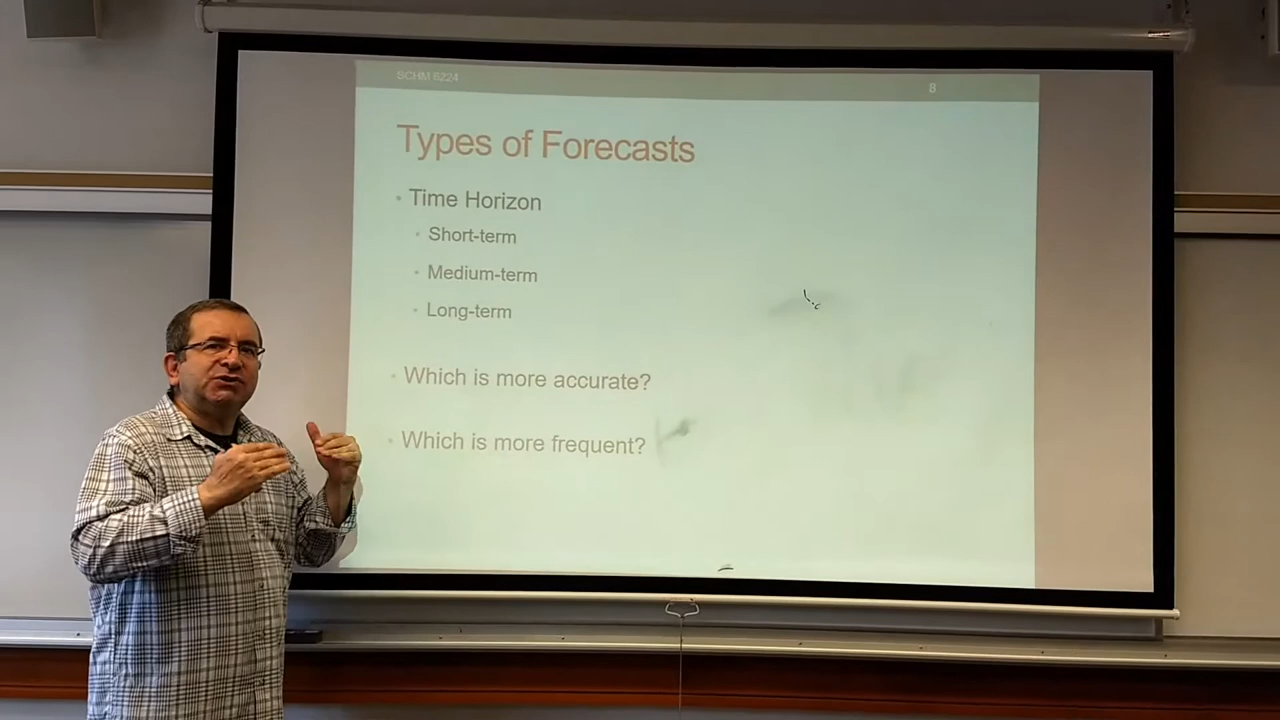 SCHM 6224
8
Types of Forecasts
• Time Horizon
• Short-term
• Medium-term
• Long-term
• Which is more accurate?
• Which is more frequent?